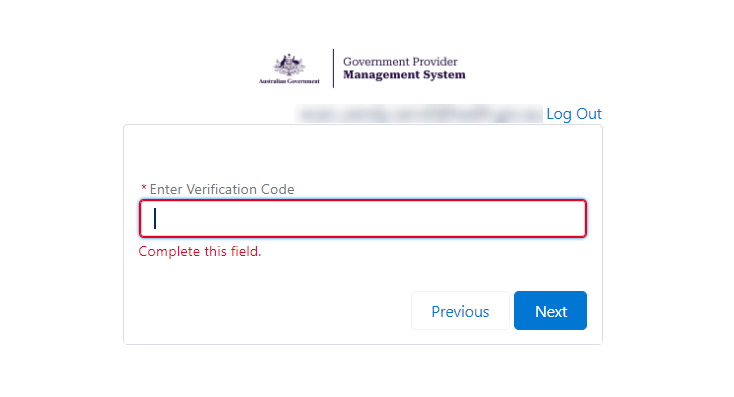 Government Provider
Australian Government
Management System
Log Out
* Enter Verification Code
Complete this field.
Previous
Next